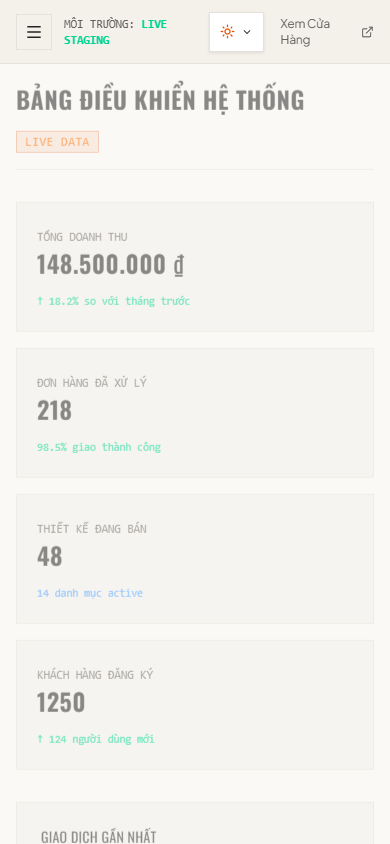 MÔI TRƯỜNG: LIVE
STAGING
Xem Cửa
Hàng
BẢNG ĐIỀU KHIỂN HỆ THỐNG
LIVE DATA
TỔNG DOANH THU
148.500.000 ₫
↑ 18.2% so với tháng trước
ĐƠN HÀNG ĐÃ XỬ LÝ
218
98.5% giao thành công
THIẾT KẾ ĐANG BÁN
48
14 danh mục active
KHÁCH HÀNG ĐĂNG KÝ
1250
↑ 124 người dùng mới
GIAO DỊCH GẦN NHẤT